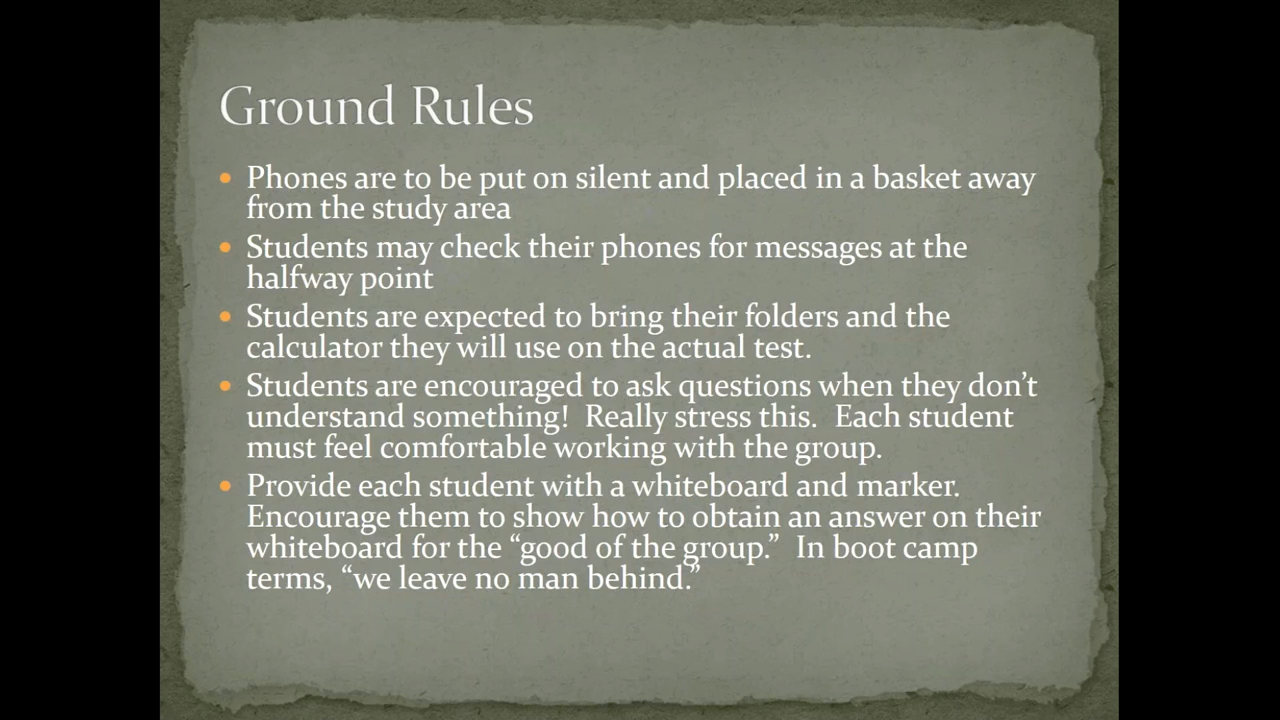 Ground Rules
• Phones are to be put on silent and placed in a basket away
from the study area
• Students may check their phones for messages at the
halfway point
• Students are expected to bring their folders and the
calculator they will use on the actual test.
• Students are encouraged to ask questions when they don’t
understand something!  Really stress this.  Each student
must feel comfortable working with the group.
• Provide each student with a whiteboard and marker.
Encourage them to show how to obtain an answer on their
whiteboard for the “good of the group.”  In boot camp
terms, “we leave no man behind.”